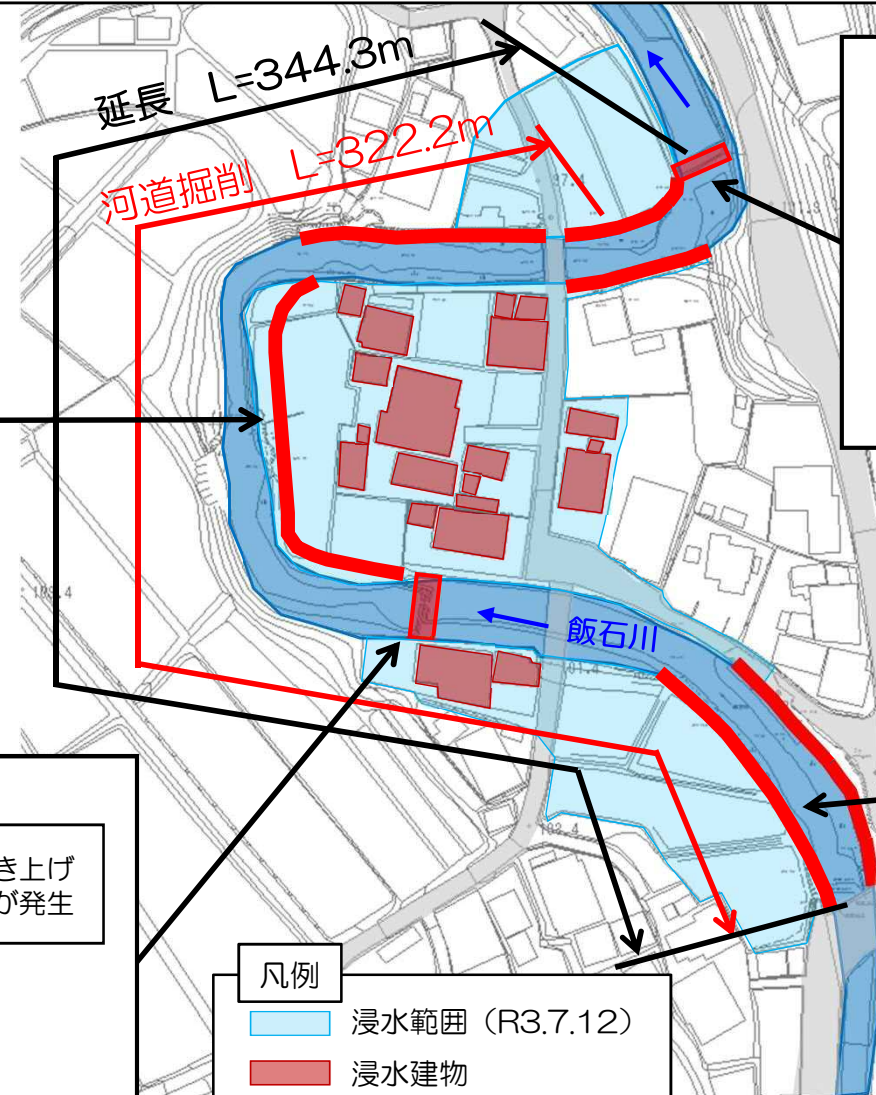 延長 L=344.3m
河道掘削 L=322.2m
飯石川
き上げ
が発生
凡例
浸水範囲（R3.7.12）
浸水建物